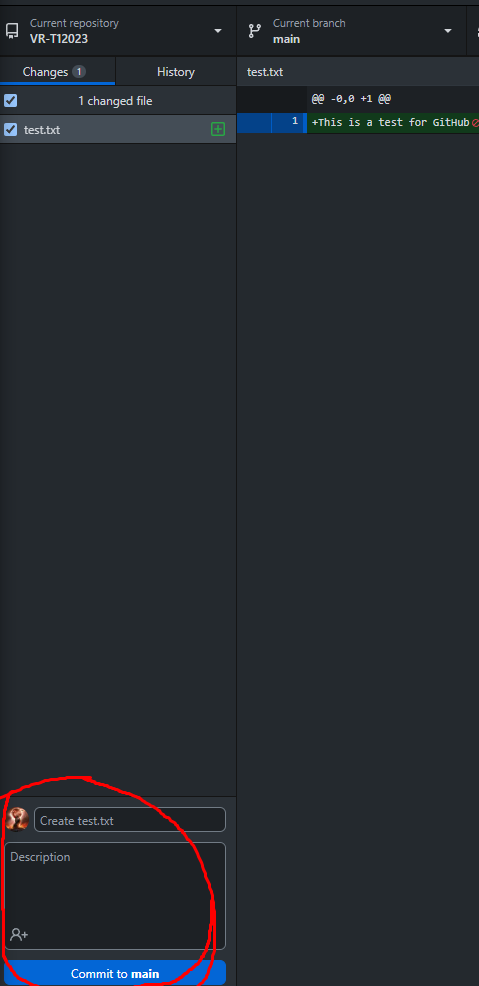 Current repository
VR-T12023
Current branch
main
Changes 1
History
test.txt
1 changed file
@@ -0,0 +1 @@
test.txt
1 +This is a test for GitHub
Create test.txt
Description
Commit to main